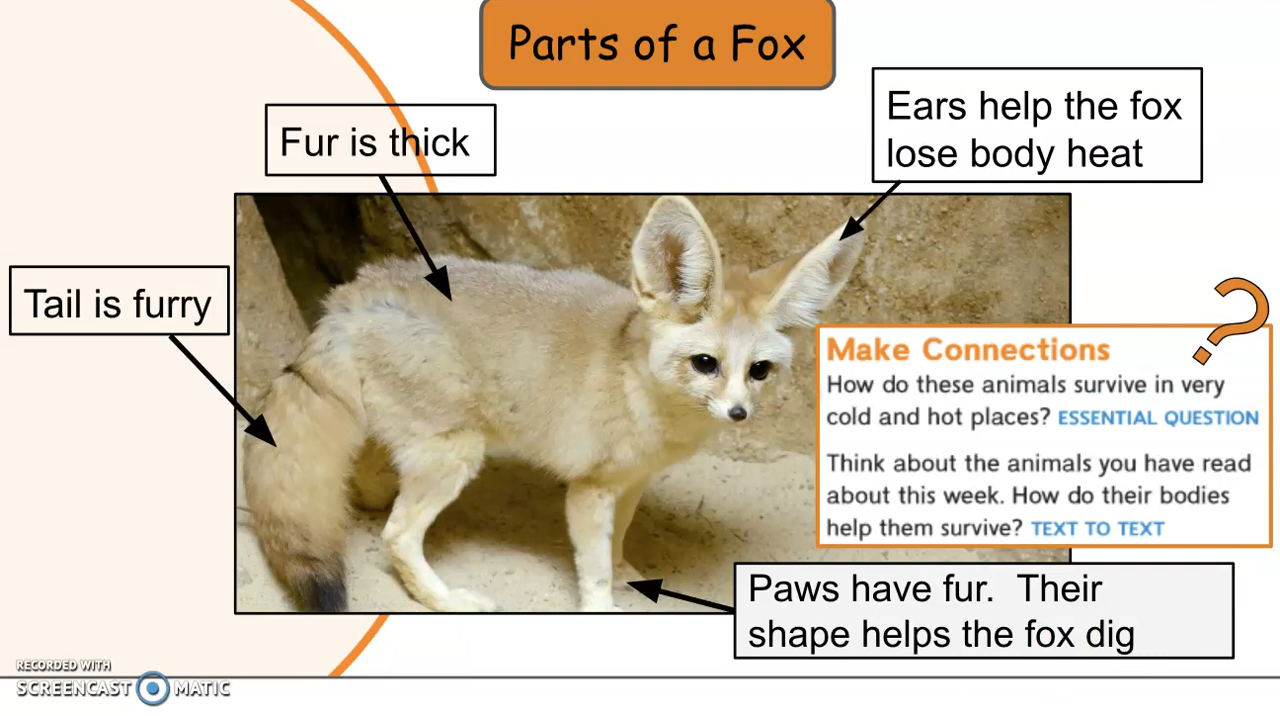 Parts of a Fox
Fur is thick
Ears help the fox
lose body heat
Tail is furry
?
Make Connections
How do these animals survive in very
cold and hot places? ESSENTIAL QUESTION
Think about the animals you have read
about this week. How do their bodies
help them survive? TEXT TO TEXT
Paws have fur.  Their
shape helps the fox dig
RECORDED WITH
SCREENCAST MATIC